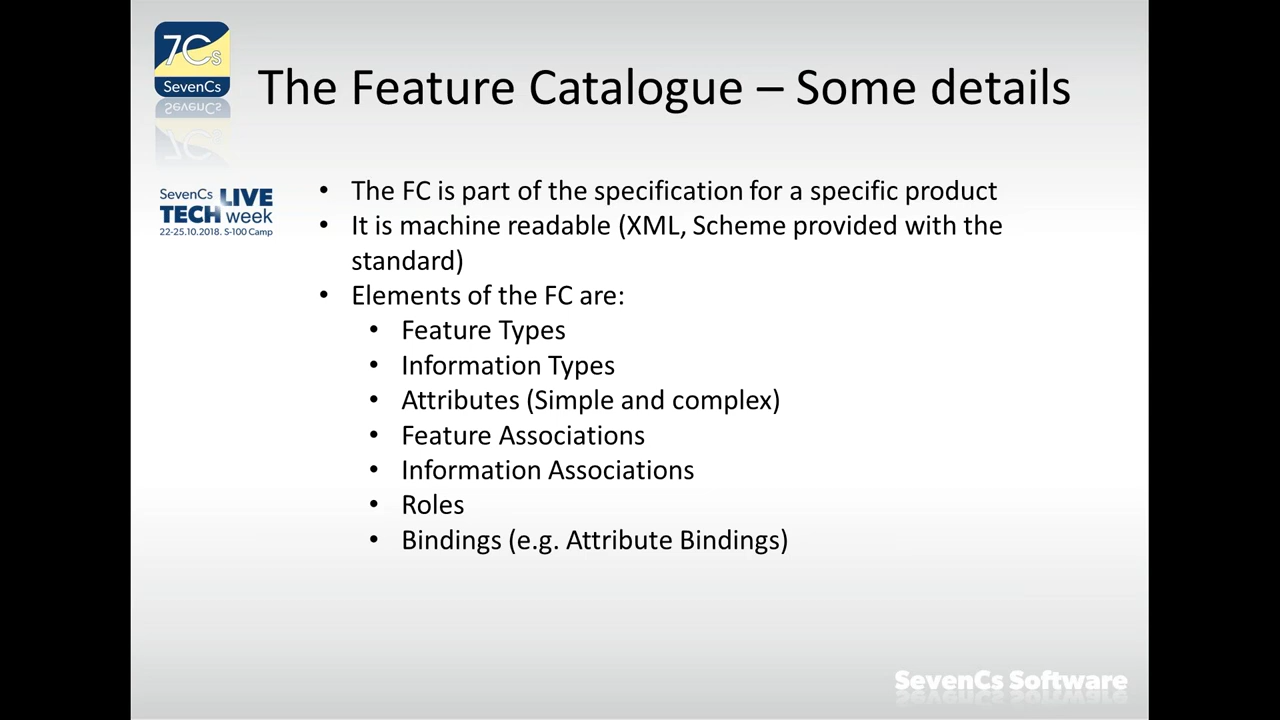 7Cs
SevenCs
The Feature Catalogue – Some details
SevenCs LIVE
TECH week
22-25.10.2018. S-100 Camp
• The FC is part of the specification for a specific product
• It is machine readable (XML, Scheme provided with the
standard)
• Elements of the FC are:
• Feature Types
• Information Types
• Attributes (Simple and complex)
• Feature Associations
• Information Associations
• Roles
• Bindings (e.g. Attribute Bindings)
SevenCs Software